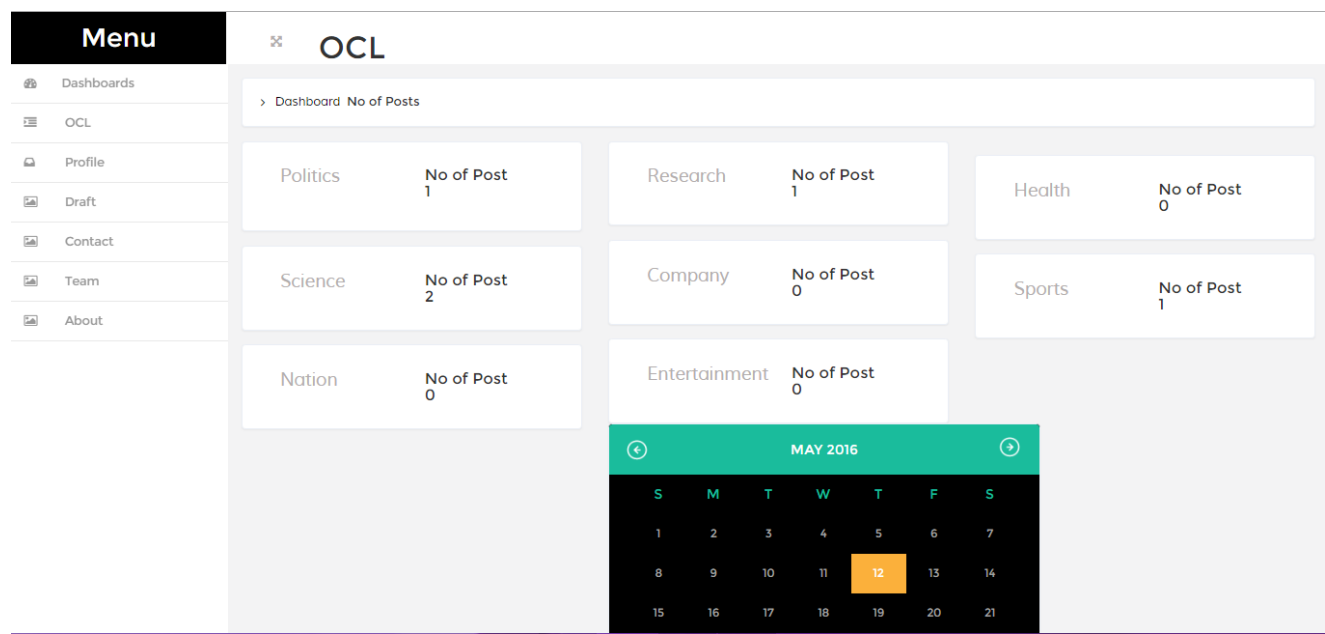 Menu
OCL
Dashboards
OCL
Profile
Draft
Contact
Team
About
> Dashboard No of Posts
Politics No of Post
1
Science No of Post
2
Nation No of Post
0
Research No of Post
1
Company No of Post
0
Entertainment No of Post
0
Health No of Post
0
Sports No of Post
1
MAY 2016
S M T W T F S
1 2 3 4 5 6 7
8 9 10 11 12 13 14
15 16 17 18 19 20 21